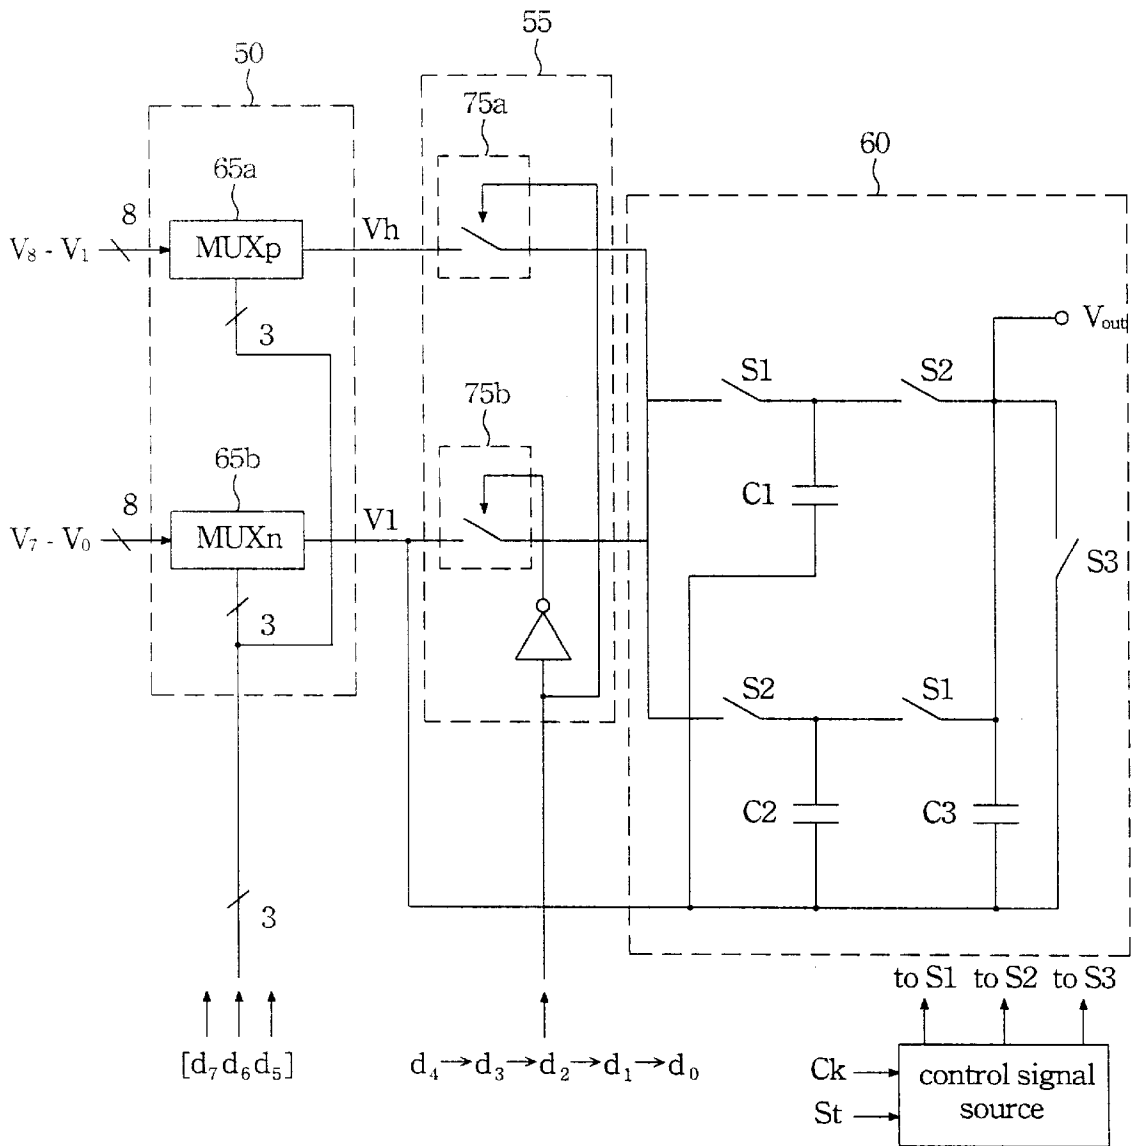 55
50
75a
60
65a
8
V₈ - V₁
MUXp
Vh
3
Vout
S1
S2
75b
65b
C1
8
V₇ - V₀
MUXn
V1
S3
3
S2
S1
C2
C3
3
to S1 to S2 to S3
[d₇ d₆ d₅]
d₄→d₃→d₂→d₁→d₀
Ck
control signal
St
source